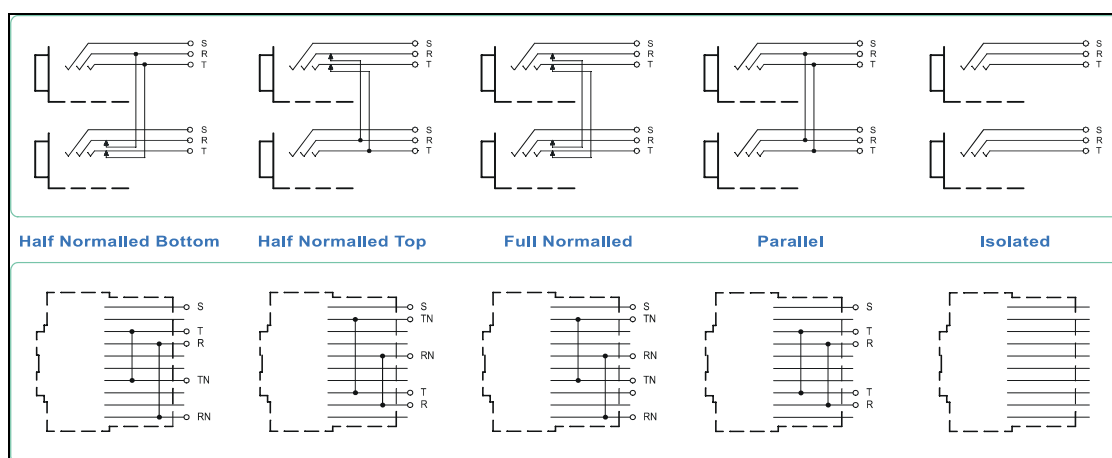 S S S S S
R R R R R
T T T T T
S S S S S
R R R R R
T T T T T
Half Normalled Bottom Half Normalled Top Full Normalled Parallel Isolated
S S S S
TN TN
T T
R R
RN RN
TN TN
T T
R R
RN RN